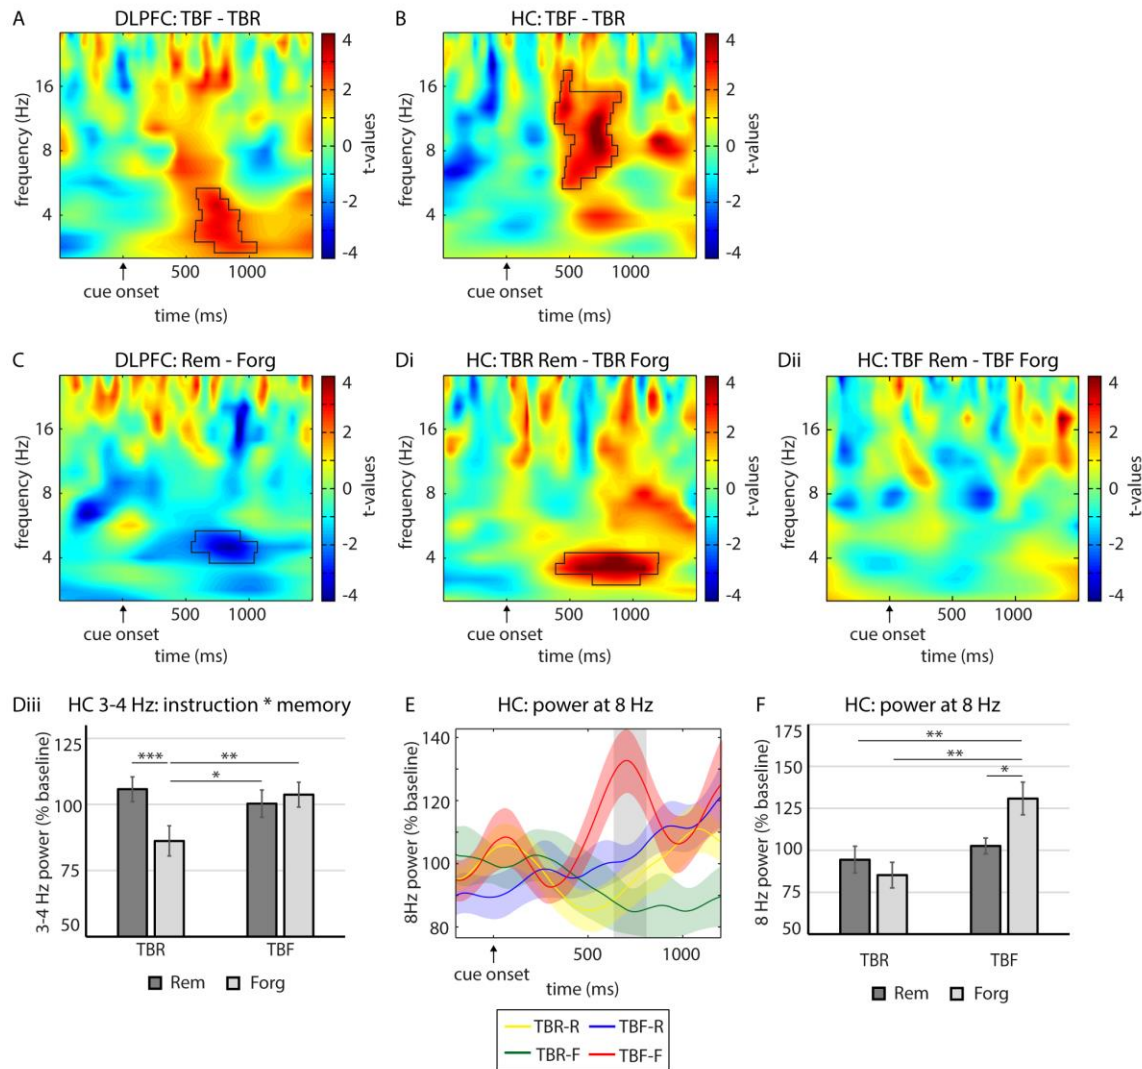 A DLPFC: TBF - TBR
16
8
4
frequency (Hz)
500 1000
cue onset
time (ms)
4
2
0
-2
-4
t-values
B HC: TBF - TBR
16
8
4
frequency (Hz)
500 1000
cue onset
time (ms)
4
2
0
-2
-4
t-values
C DLPFC: Rem - Forg
16
8
4
frequency (Hz)
500 1000
cue onset
time (ms)
4
2
0
-2
-4
t-values
Di HC: TBR Rem - TBR Forg
16
8
4
frequency (Hz)
500 1000
cue onset
time (ms)
4
2
0
-2
-4
t-values
Dii HC: TBF Rem - TBF Forg
16
8
4
frequency (Hz)
500 1000
cue onset
time (ms)
4
2
0
-2
-4
t-values
Diii HC 3-4 Hz: instruction * memory
125
100
75
50
3-4 Hz power (% baseline)
*** **
*
TBR TBF
Rem Forg
E HC: power at 8 Hz
140
120
100
80
8Hz power (% baseline)
500 1000
cue onset
time (ms)
TBR-R TBF-R
TBR-F TBF-F
F HC: power at 8 Hz
175
150
125
100
75
50
8 Hz power (% baseline)
**
**
*
TBR TBF
Rem Forg